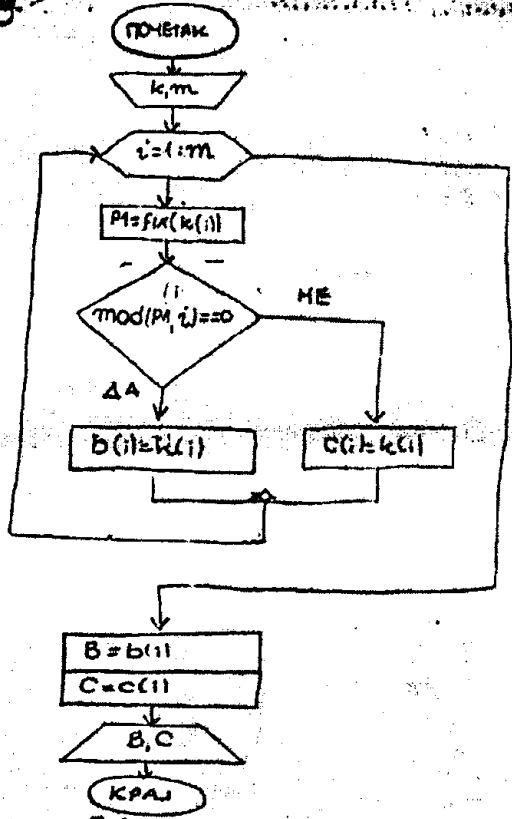 ПОЧЕТАК
k,m
i=1:m
P1=fix(k(i))
mod(P1,i)==0
НЕ
ДА
b(i)=k(i)
c(i)=k(i)
B=b(i)
C=c(i)
B,C
КРАЈ